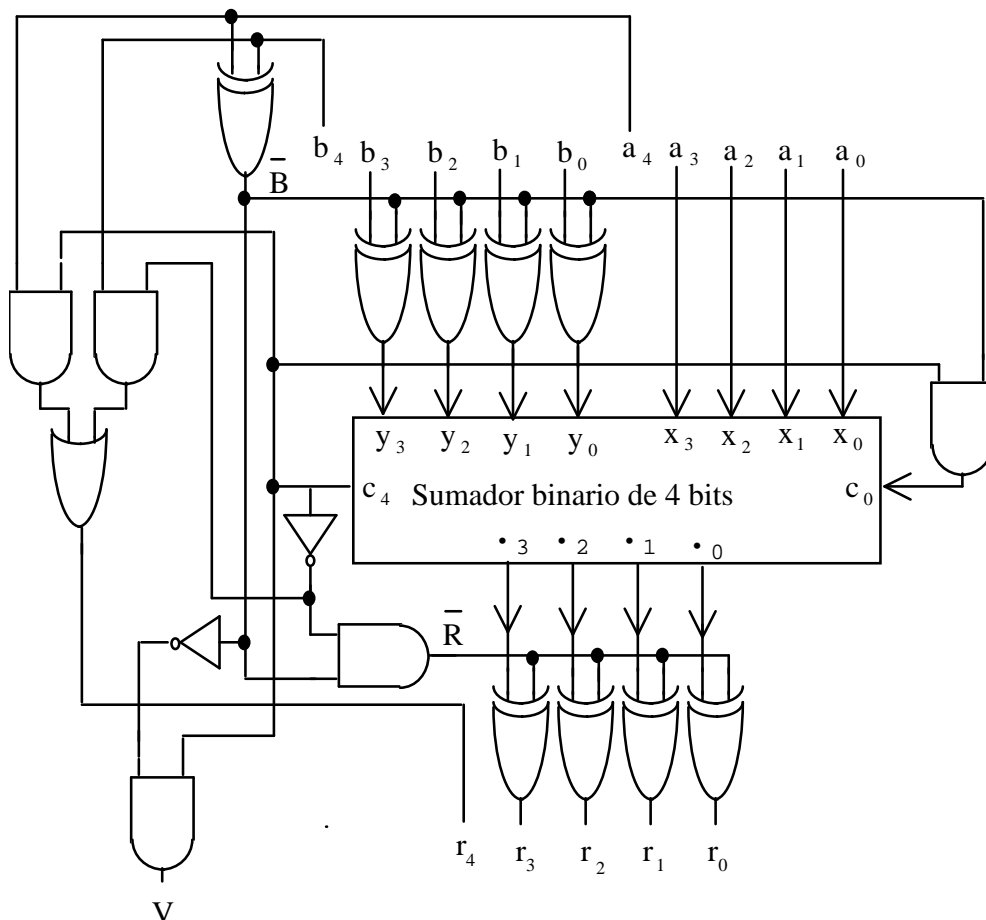 b₄ b₃ b₂ b₁ b₀ a₄ a₃ a₂ a₁ a₀
B̅
y₃ y₂ y₁ y₀ x₃ x₂ x₁ x₀
c₄ Sumador binario de 4 bits c₀
•₃ •₂ •₁ •₀
R̅
r₄ r₃ r₂ r₁ r₀
V